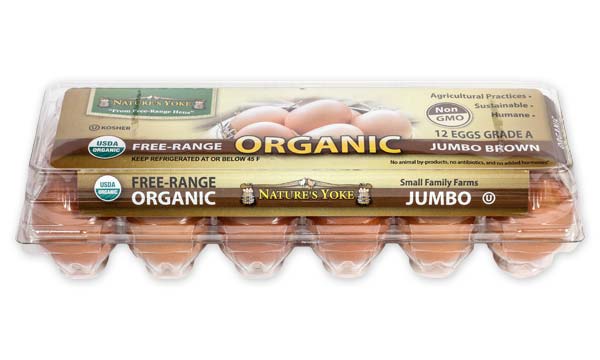 NATURE'S YOKE
"From Free-Range Hens"
U KOSHER
Agricultural Practices -
Sustainable -
Humane -
Non
GMO
12 EGGS GRADE A
USDA
ORGANIC
FREE-RANGE ORGANIC JUMBO BROWN
KEEP REFRIGERATED AT OR BELOW 45 F
No animal by-products, no antibiotics, and no added hormones*
USDA
ORGANIC
FREE-RANGE
ORGANIC
NATURE'S YOKE
Small Family Farms
JUMBO U